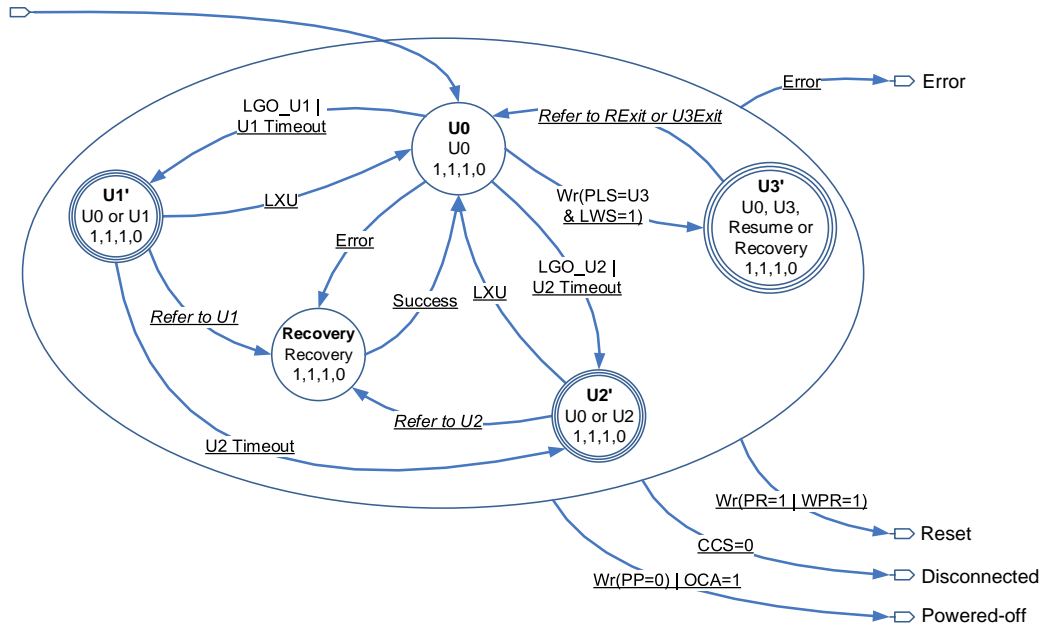 Error
Error
LGO_U1 |
U1 Timeout
U0
U0
1,1,1,0
Refer to RExit or U3Exit
U1'
U0 or U1
1,1,1,0
LXU
Wr(PLS=U3
& LWS=1)
U3'
U0, U3,
Resume or
Recovery
1,1,1,0
Error
LGO_U2 |
U2 Timeout
Success
LXU
Refer to U1
Recovery
Recovery
1,1,1,0
U2'
U0 or U2
1,1,1,0
Refer to U2
U2 Timeout
Wr(PR=1 | WPR=1)
Reset
CCS=0
Disconnected
Wr(PP=0) | OCA=1
Powered-off